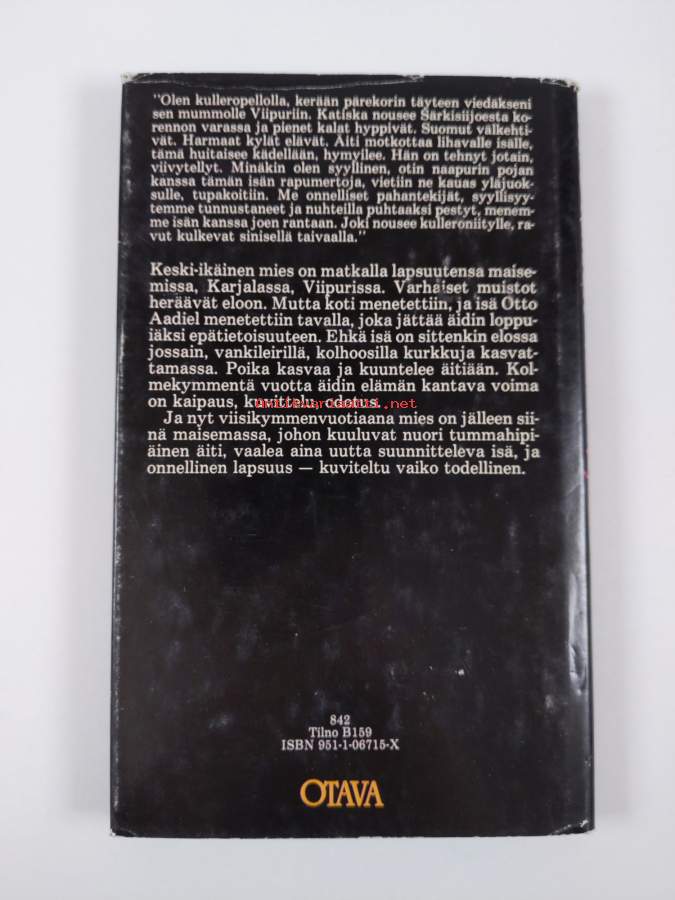 "Olen kulleropellolla, kerään pärekorin täyteen viedäkseni
sen mummolle Viipuriin. Katiska nousee Särkisiijoesta ko-
rennon varassa ja pienet kalat hyppivät. Suomut välkehti-
vät. Harmaat kylät elävät. Äiti motkottaa lihavalle isälle,
tämä huitaisee kädellään, hymyilee. Hän on tehnyt jotain,
viivytellyt. Minäkin olen syyllinen, otin naapurin pojan
kanssa tämän isän rapumertoja, vietiin ne kauas yläjuok-
sulle, tupakoitiin. Me onnelliset pahantekijät, syyllisyy-
temme tunnustaneet ja nuhteilla puhtaaksi pestyt, menem-
me isän kanssa joen rantaan. Joki nousee kulleroniitylle, ra-
vut kulkevat sinisellä taivaalla."
Keski-ikäinen mies on matkalla lapsuutensa maise-
missa, Karjalassa, Viipurissa. Varhaiset muistot
heräävät eloon. Mutta koti menetettiin, ja isä Otto
Aadiel menetettiin tavalla, joka jättää äidin loppu-
iäksi epätietoisuuteen. Ehkä isä on sittenkin elossa
jossain, vankileirillä, kolhoosilla kurkkuja kasvat-
tamassa. Poika kasvaa ja kuuntelee äitiään. Kol-
mekymmentä vuotta äidin elämän kantava voima
on kaipaus, kuvittelu, odotus.
antikvariaatti.net
Ja nyt viisikymmenvuotiaana mies on jälleen sii-
nä maisemassa, johon kuuluvat nuori tummahipi-
äinen äiti, vaalea aina uutta suunnitteleva isä, ja
onnellinen lapsuus — kuviteltu vaiko todellinen.
842
Tilno B159
ISBN 951-1-06715-X
OTAVA